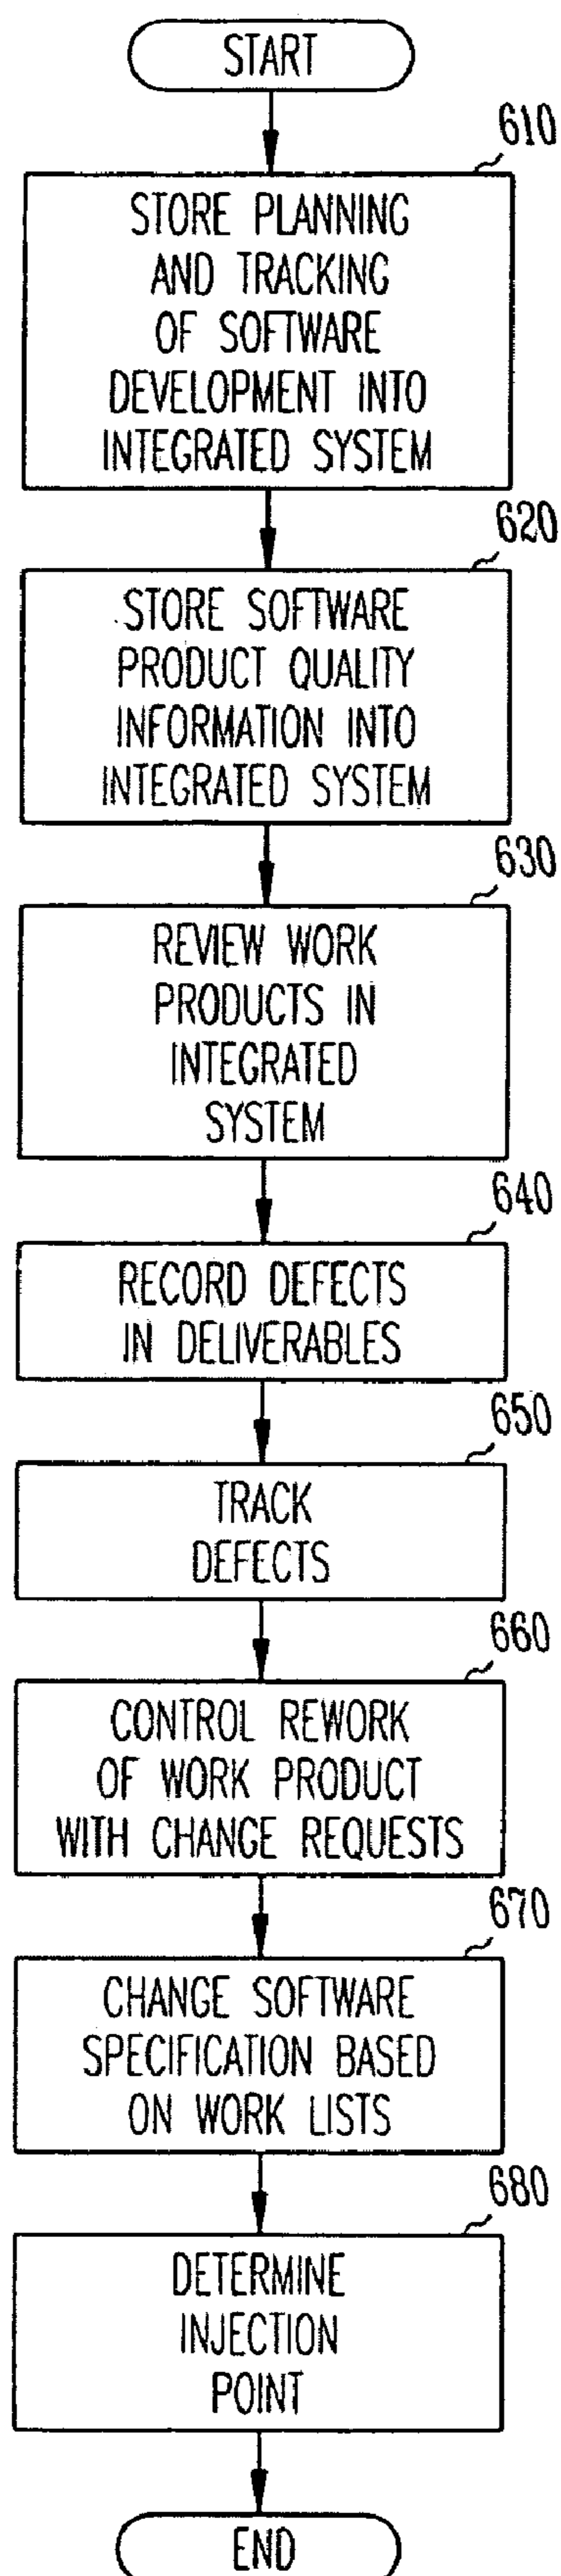 START
610
STORE PLANNING
AND TRACKING
OF SOFTWARE
DEVELOPMENT INTO
INTEGRATED SYSTEM
620
STORE SOFTWARE
PRODUCT QUALITY
INFORMATION INTO
INTEGRATED SYSTEM
630
REVIEW WORK
PRODUCTS IN
INTEGRATED
SYSTEM
640
RECORD DEFECTS
IN DELIVERABLES
650
TRACK
DEFECTS
660
CONTROL REWORK
OF WORK PRODUCT
WITH CHANGE REQUESTS
670
CHANGE SOFTWARE
SPECIFICATION BASED
ON WORK LISTS
680
DETERMINE
INJECTION
POINT
END